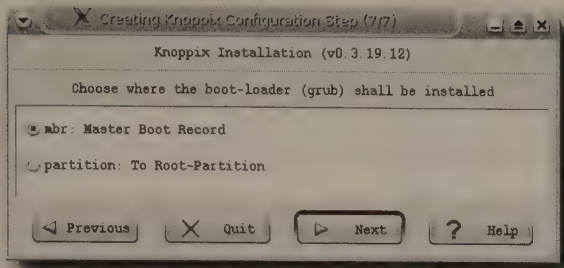 Creating Knoppix Configuration Step (7/7)
Knoppix Installation (v0.3.19.12)
Choose where the boot-loader (grub) shall be installed
mbr: Master Boot Record
partition: To Root-Partition
Previous
Quit
Next
? Help